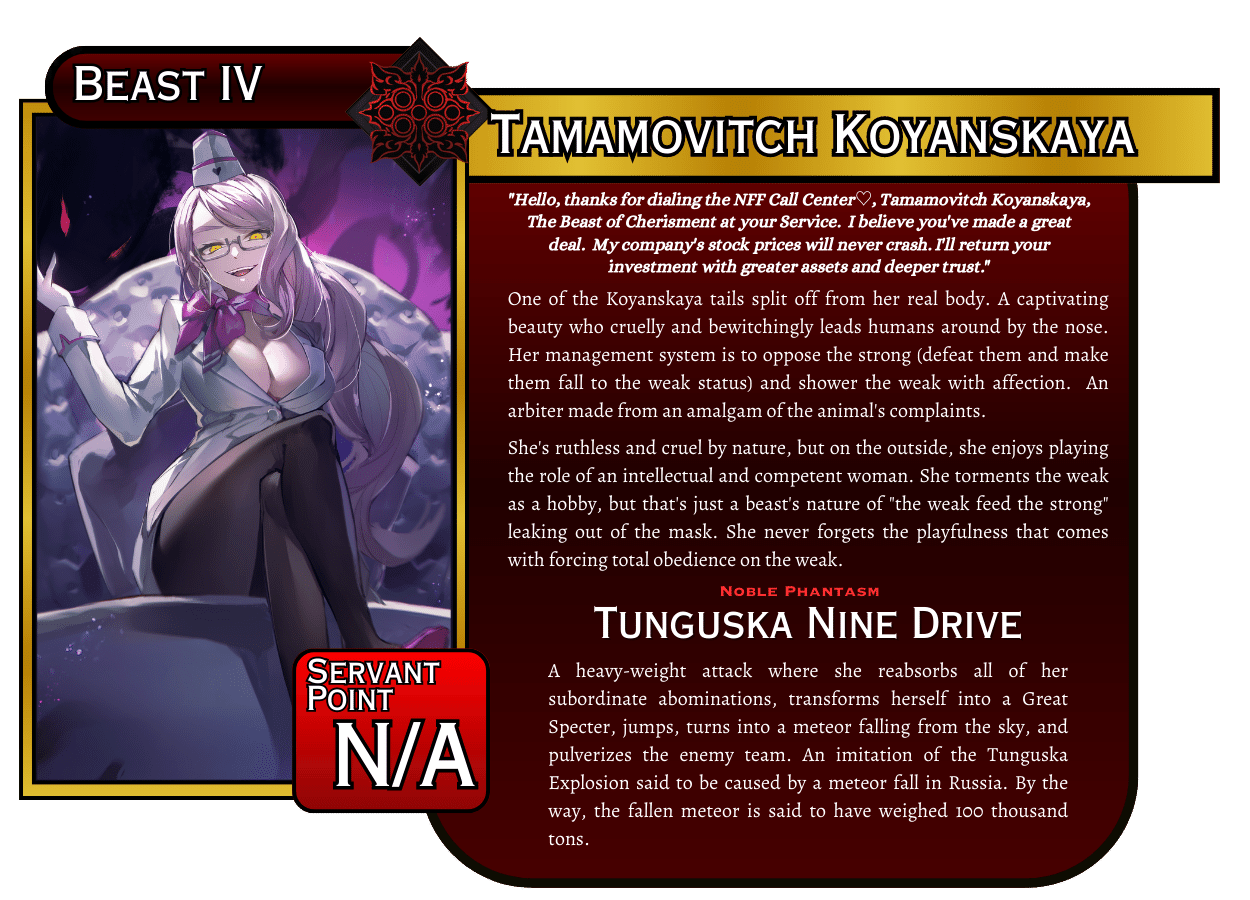 Beast IV
Tamamovitch Koyanskaya
"Hello, thanks for dialing the NFF Call Center♡, Tamamovitch Koyanskaya,
The Beast of Cherisment at your Service. I believe you've made a great
deal. My company's stock prices will never crash. I'll return your
investment with greater assets and deeper trust."
One of the Koyanskaya tails split off from her real body. A captivating
beauty who cruelly and bewitchingly leads humans around by the nose.
Her management system is to oppose the strong (defeat them and make
them fall to the weak status) and shower the weak with affection. An
arbiter made from an amalgam of the animal's complaints.
She's ruthless and cruel by nature, but on the outside, she enjoys playing
the role of an intellectual and competent woman. She torments the weak
as a hobby, but that's just a beast's nature of "the weak feed the strong"
leaking out of the mask. She never forgets the playfulness that comes
with forcing total obedience on the weak.
Noble Phantasm
Tunguska Nine Drive
A heavy-weight attack where she reabsorbs all of her
subordinate abominations, transforms herself into a Great
Specter, jumps, turns into a meteor falling from the sky, and
pulverizes the enemy team. An imitation of the Tunguska
Explosion said to be caused by a meteor fall in Russia. By the
way, the fallen meteor is said to have weighed 100 thousand
tons.
Servant
Point
N/A